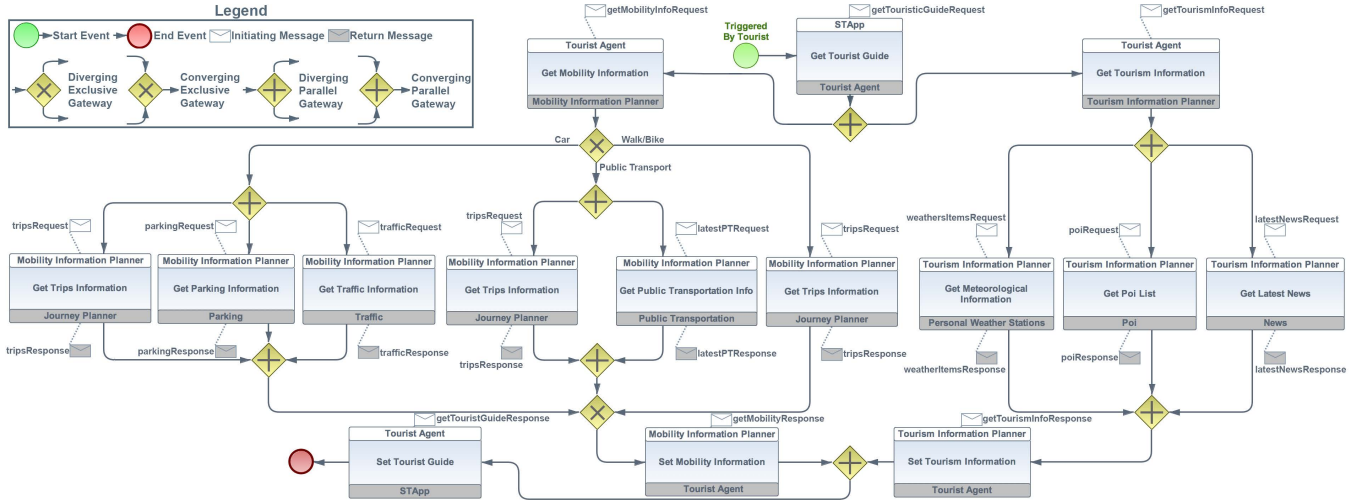 Legend
Start Event
End Event
Initiating Message
Return Message
Diverging
Exclusive
Gateway
Converging
Exclusive
Gateway
Diverging
Parallel
Gateway
Converging
Parallel
Gateway
getMobilityInfoRequest
Tourist Agent
Get Mobility Information
Mobility Information Planner
Triggered
By Tourist
getTouristicGuideRequest
STApp
Get Tourist Guide
Tourist Agent
getTourismInfoRequest
Tourist Agent
Get Tourism Information
Tourism Information Planner
Car
Walk/Bike
Public Transport
tripsRequest
Mobility Information Planner
Get Trips Information
Journey Planner
tripsResponse
parkingRequest
Mobility Information Planner
Get Parking Information
Parking
parkingResponse
trafficRequest
Mobility Information Planner
Get Traffic Information
Traffic
trafficResponse
tripsRequest
Mobility Information Planner
Get Trips Information
Journey Planner
tripsResponse
latestPTRequest
Mobility Information Planner
Get Public Transportation Info
Public Transportation
latestPTResponse
tripsRequest
Mobility Information Planner
Get Trips Information
Journey Planner
tripsResponse
weathersItemsRequest
Tourism Information Planner
Get Meteorological
Information
Personal Weather Stations
weatherItemsResponse
poiRequest
Tourism Information Planner
Get Poi List
Poi
poiResponse
latestNewsRequest
Tourism Information Planner
Get Latest News
News
latestNewsResponse
getTouristGuideResponse
Tourist Agent
Set Tourist Guide
STApp
getMobilityResponse
Mobility Information Planner
Set Mobility Information
Tourist Agent
getTourismInfoResponse
Tourism Information Planner
Set Tourism Information
Tourist Agent